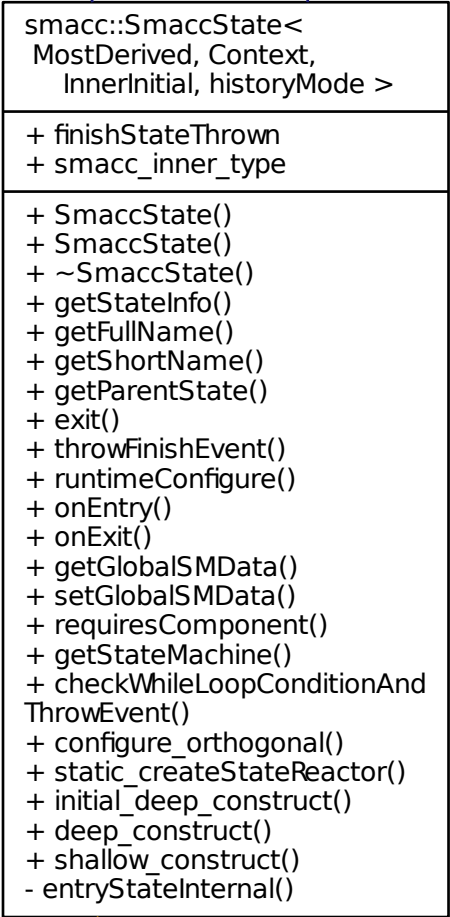 smacc::SmaccState<
MostDerived, Context,
InnerInitial, historyMode >
+ finishStateThrown
+ smacc_inner_type
+ SmaccState()
+ SmaccState()
+ ~SmaccState()
+ getStateInfo()
+ getFullName()
+ getShortName()
+ getParentState()
+ exit()
+ throwFinishEvent()
+ runtimeConfigure()
+ onEntry()
+ onExit()
+ getGlobalSMData()
+ setGlobalSMData()
+ requiresComponent()
+ getStateMachine()
+ checkWhileLoopConditionAnd
ThrowEvent()
+ configure_orthogonal()
+ static_createStateReactor()
+ initial_deep_construct()
+ deep_construct()
+ shallow_construct()
- entryStateInternal()